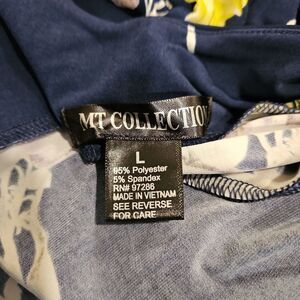 MT COLLECTION
L
95% Polyester
5% Spandex
RN# 97286
MADE IN VIETNAM
SEE REVERSE
FOR CARE